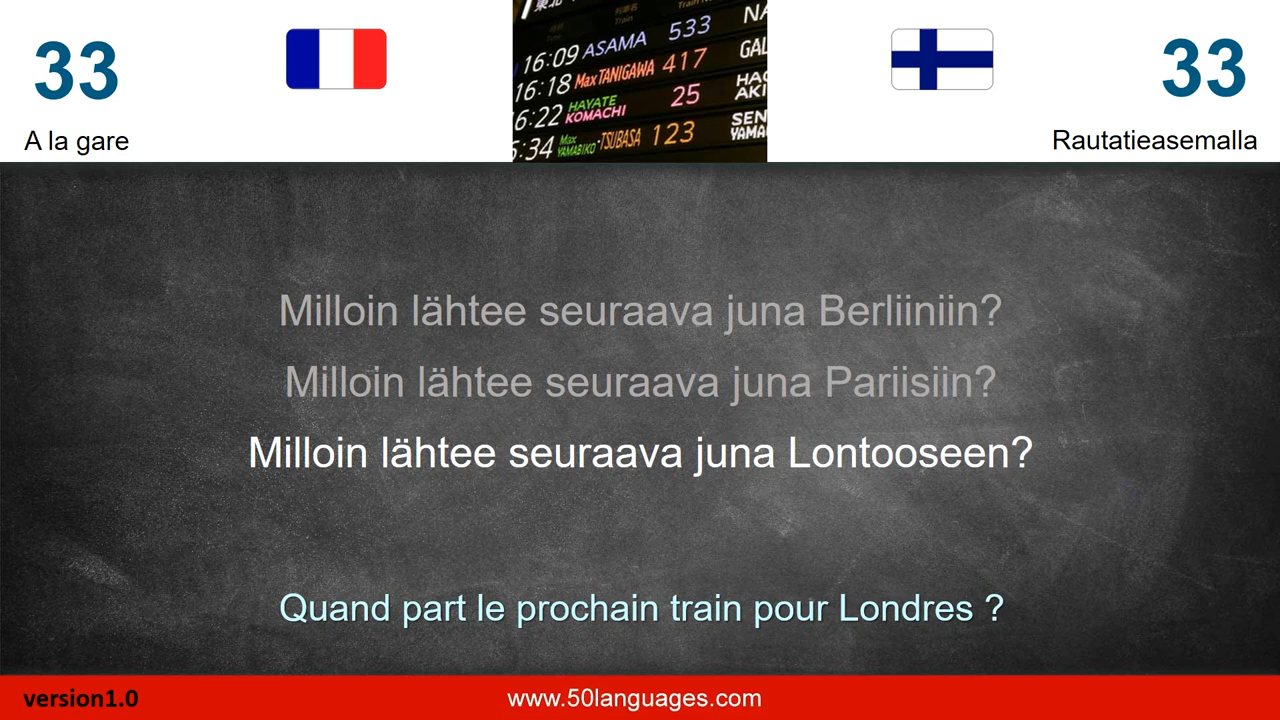 33
33
A la gare
Rautatieasemalla
Train
16:09 ASAMA 533
16:18 Max TANIGAWA 417
6:22 HAYATE KOMACHI 25
:34 Max YAMABIKO·TSUBASA 123
Milloin lähtee seuraava juna Berliiniin?
Milloin lähtee seuraava juna Pariisiin?
Milloin lähtee seuraava juna Lontooseen?
Quand part le prochain train pour Londres ?
version1.0
www.50languages.com